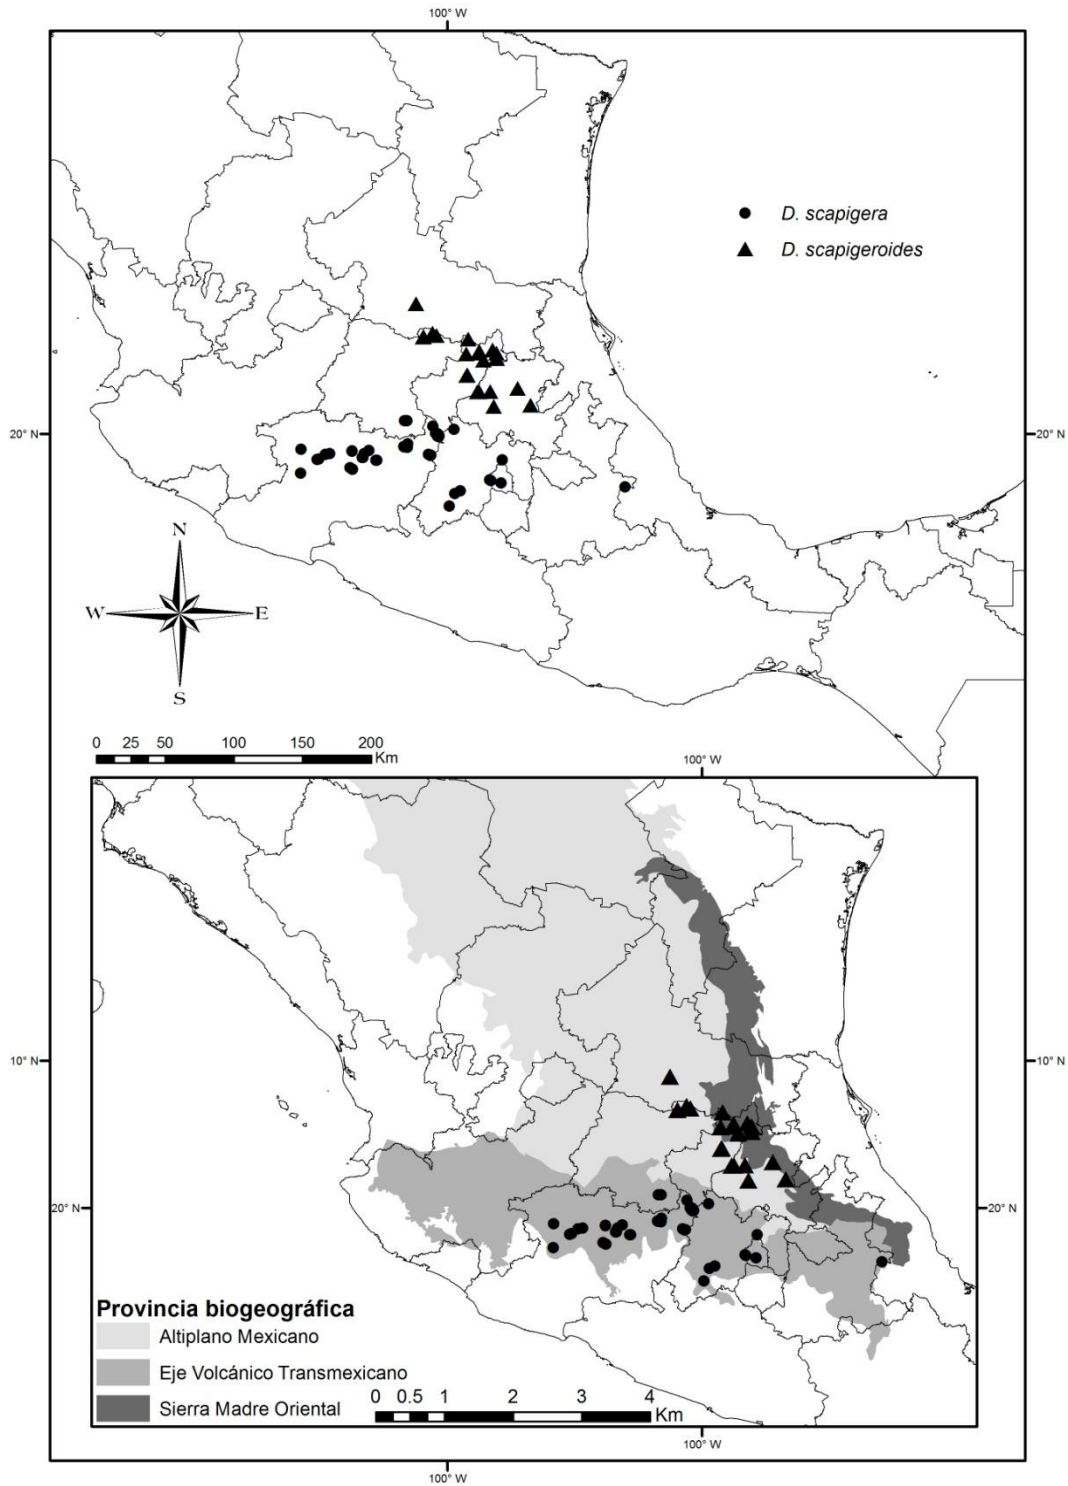 100° W
D. scapigera
D. scapigeroides
20° N
20° N
N
W
E
S
0 25 50 100 150 200
Km
100° W
10° N
10° N
20° N
20° N
Provincia biogeográfica
Altiplano Mexicano
Eje Volcánico Transmexicano
Sierra Madre Oriental
0 0.5 1 2 3 4
Km
100° W
100° W